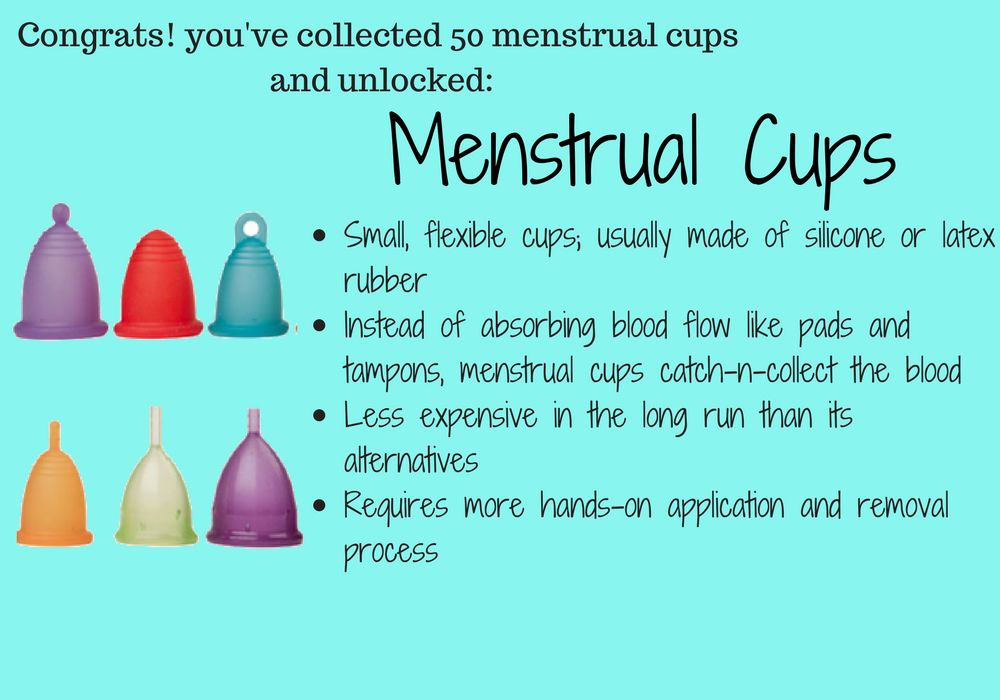 Congrats! you've collected 50 menstrual cups
and unlocked:
Menstrual Cups
• Small, flexible cups; usually made of silicone or latex
rubber
• Instead of absorbing blood flow like pads and
tampons, menstrual cups catch-n-collect the blood
• Less expensive in the long run than its
alternatives
• Requires more hands-on application and removal
process